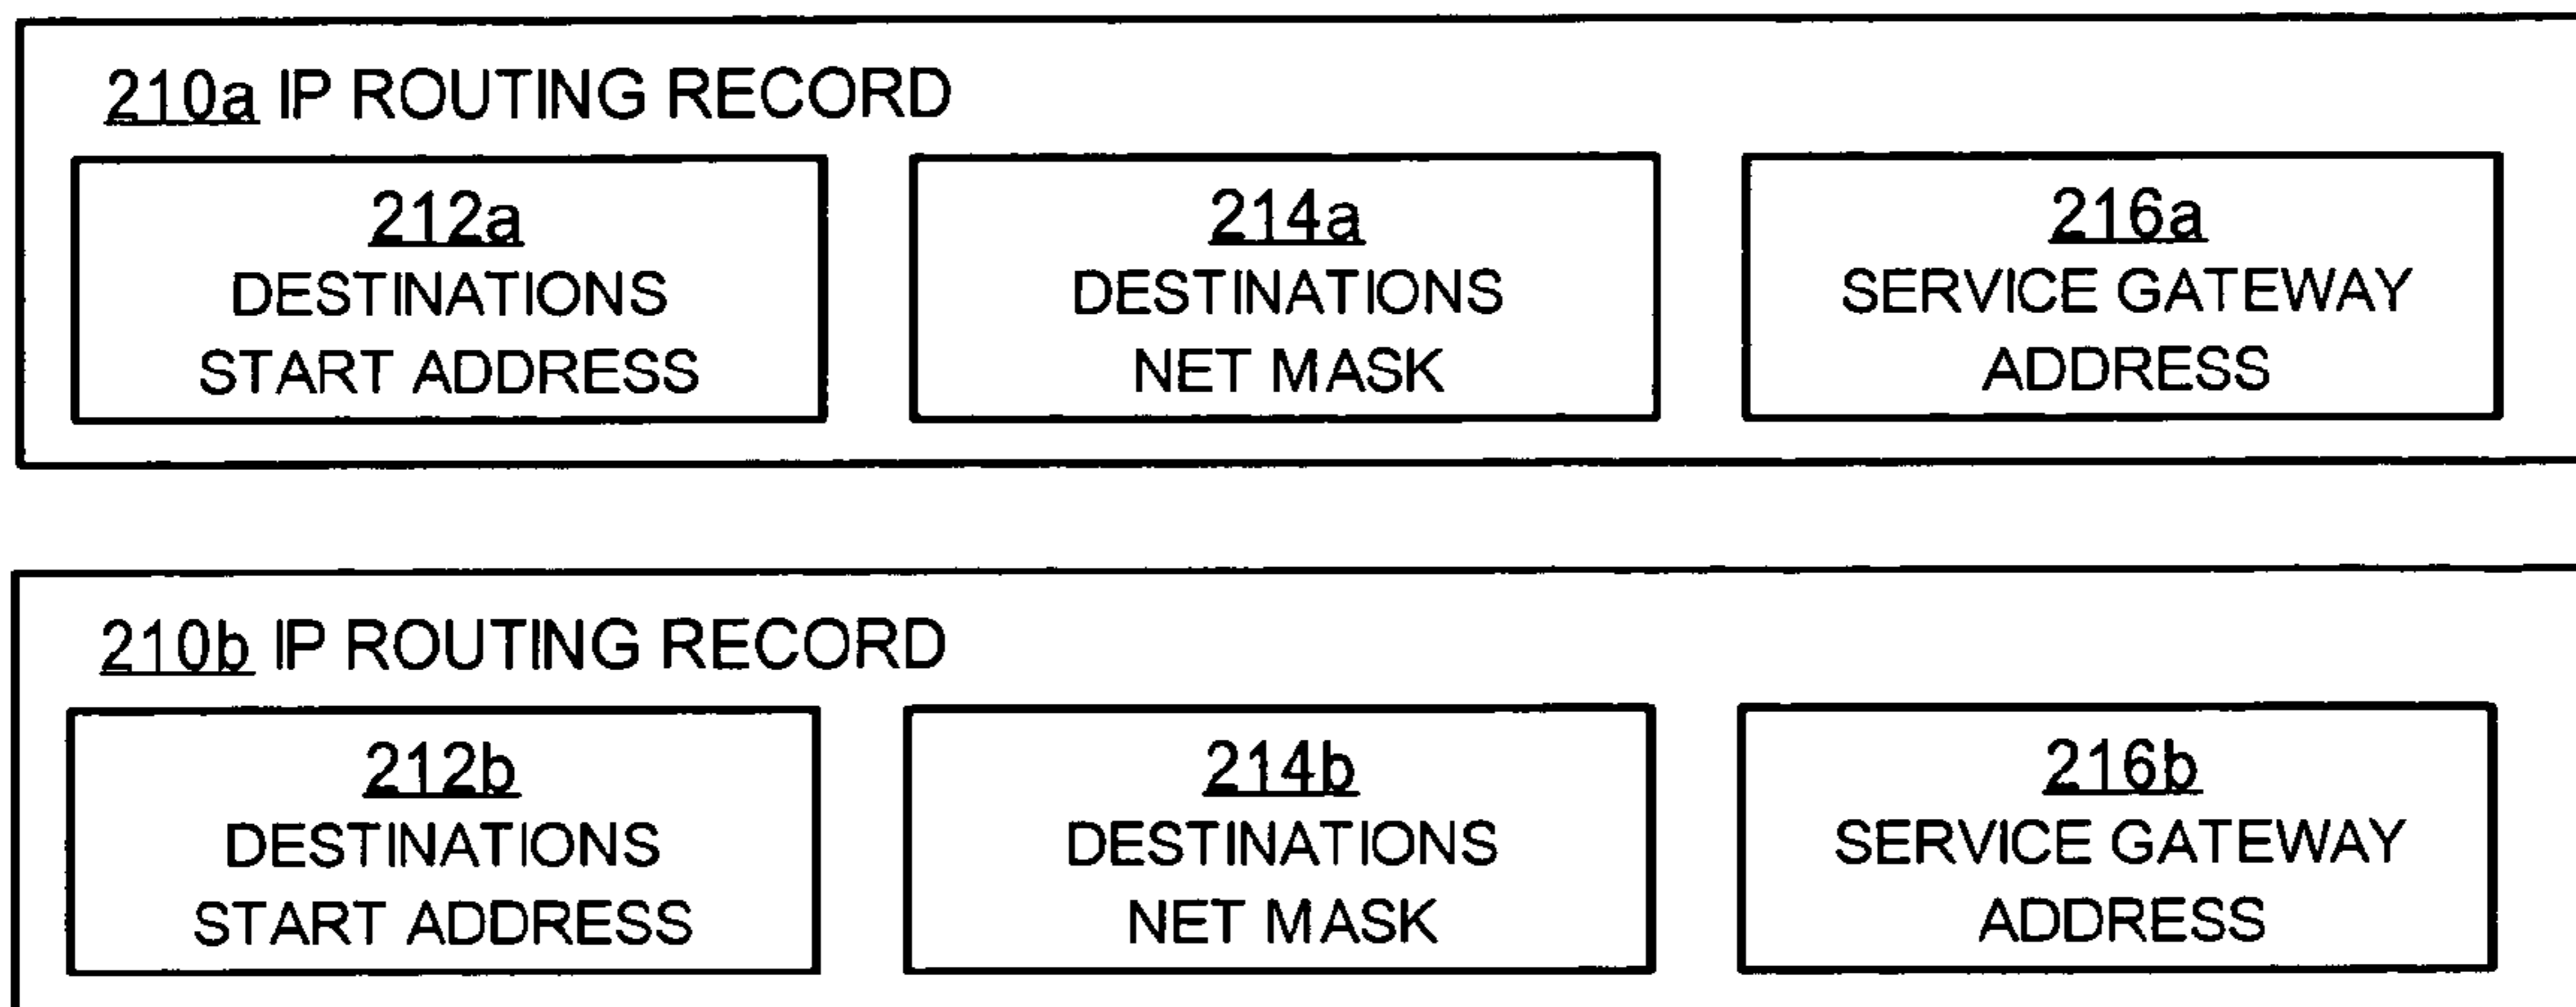 210a IP ROUTING RECORD
212a
DESTINATIONS
START ADDRESS
214a
DESTINATIONS
NET MASK
216a
SERVICE GATEWAY
ADDRESS
210b IP ROUTING RECORD
212b
DESTINATIONS
START ADDRESS
214b
DESTINATIONS
NET MASK
216b
SERVICE GATEWAY
ADDRESS